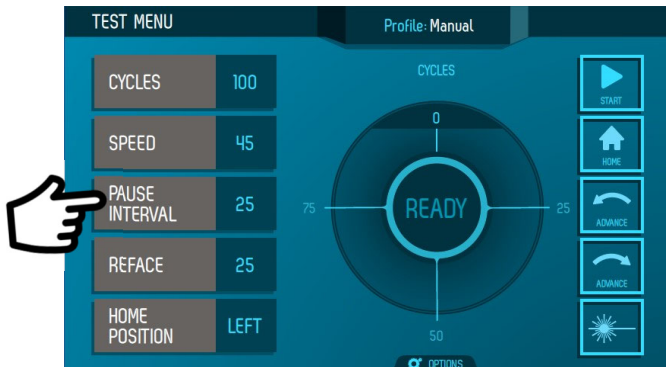 TEST MENU
Profile: Manual
CYCLES 100
SPEED 45
PAUSE
INTERVAL 25
REFACE 25
HOME
POSITION LEFT
CYCLES
0
75 READY 25
50
OPTIONS
START
HOME
ADVANCE
ADVANCE